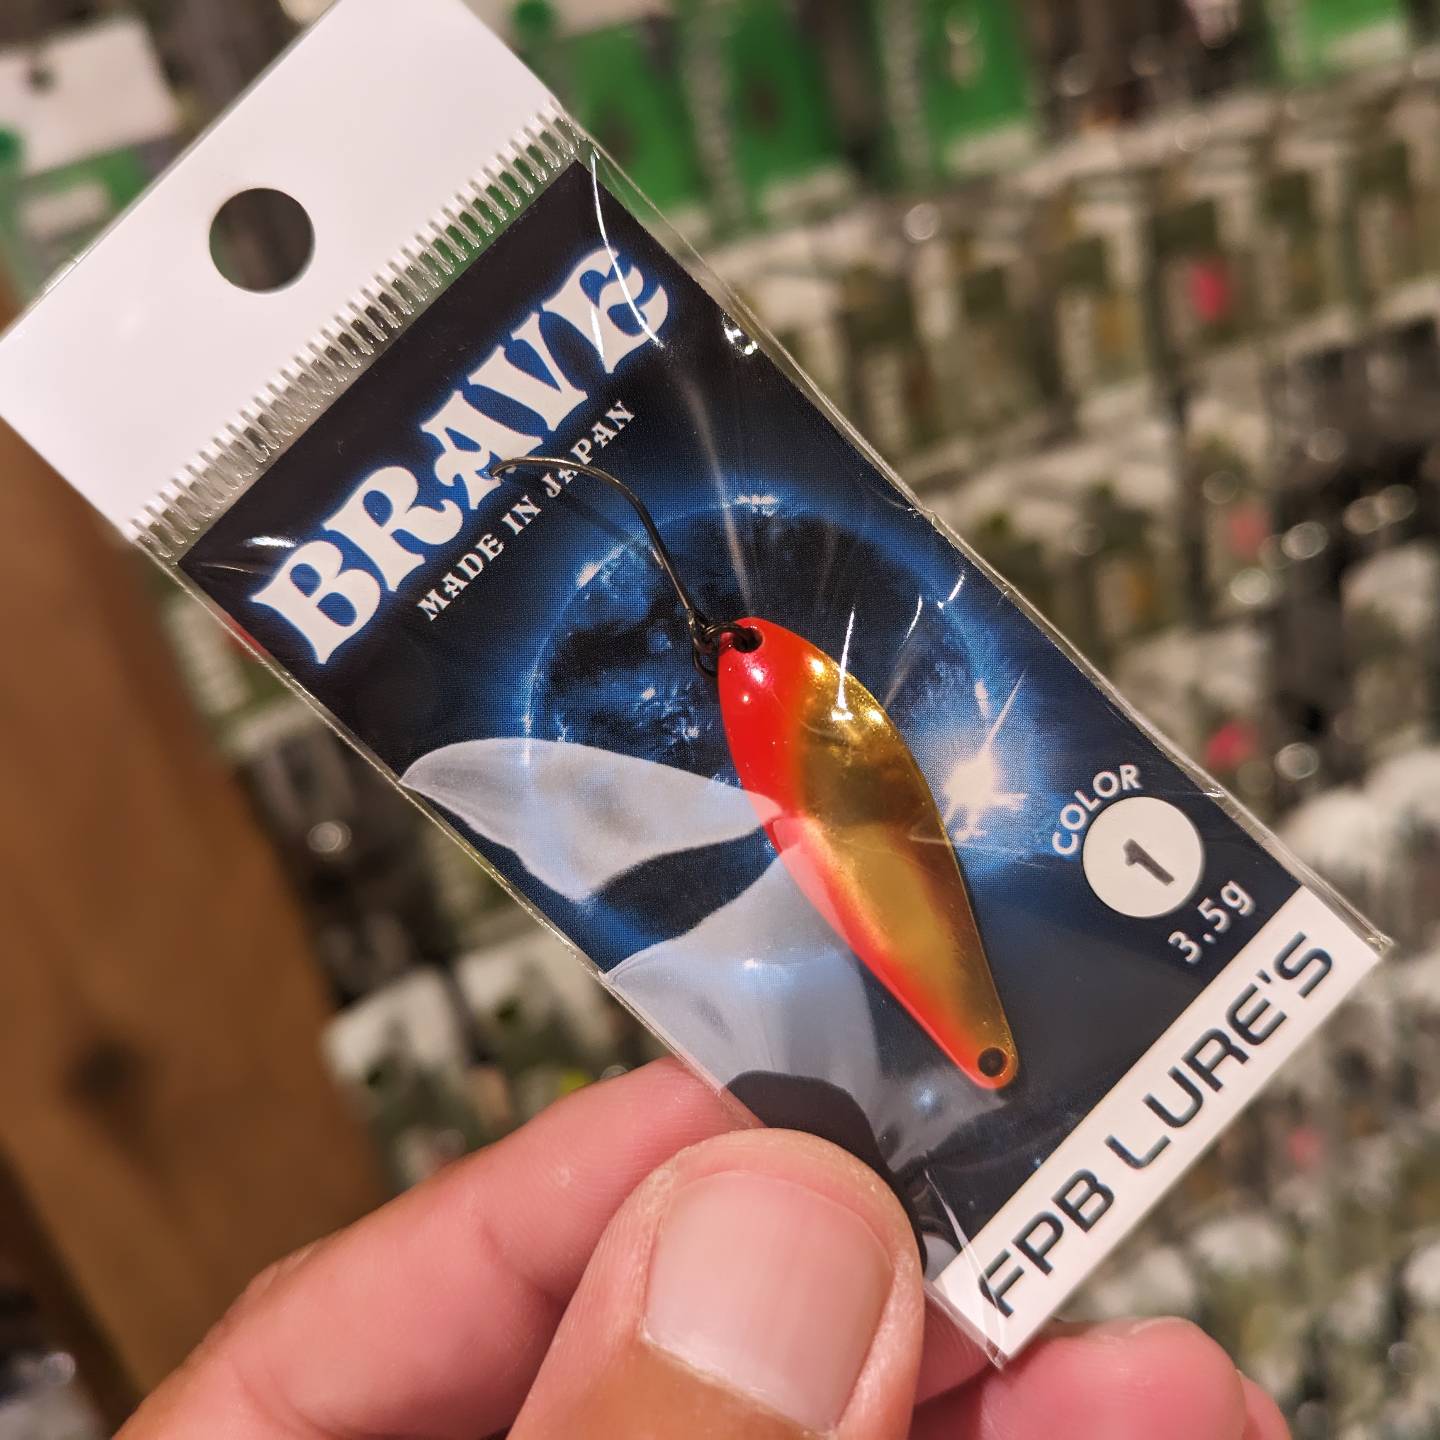 BRAVE
MADE IN JAPAN
COLOR
1
3.5g
FPB LURE'S